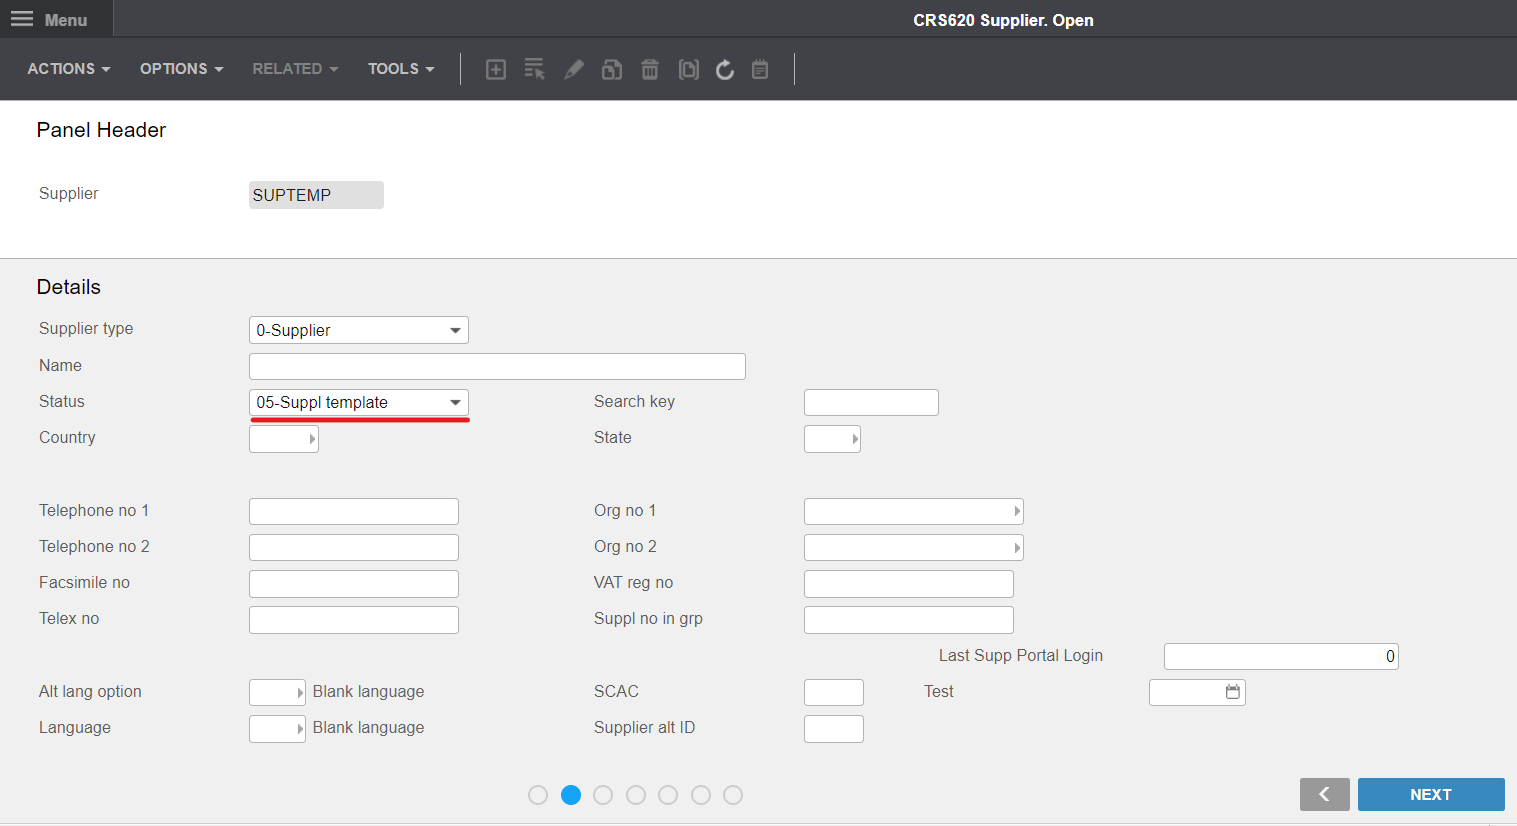 Menu CRS620 Supplier. Open
ACTIONS OPTIONS RELATED TOOLS
Panel Header
Supplier SUPTEMP
Details
Supplier type 0-Supplier
Name
Status 05-Suppl template Search key
Country State
Telephone no 1 Org no 1
Telephone no 2 Org no 2
Facsimile no VAT reg no
Telex no Suppl no in grp
Last Supp Portal Login 0
Alt lang option Blank language SCAC Test
Language Blank language Supplier alt ID
NEXT